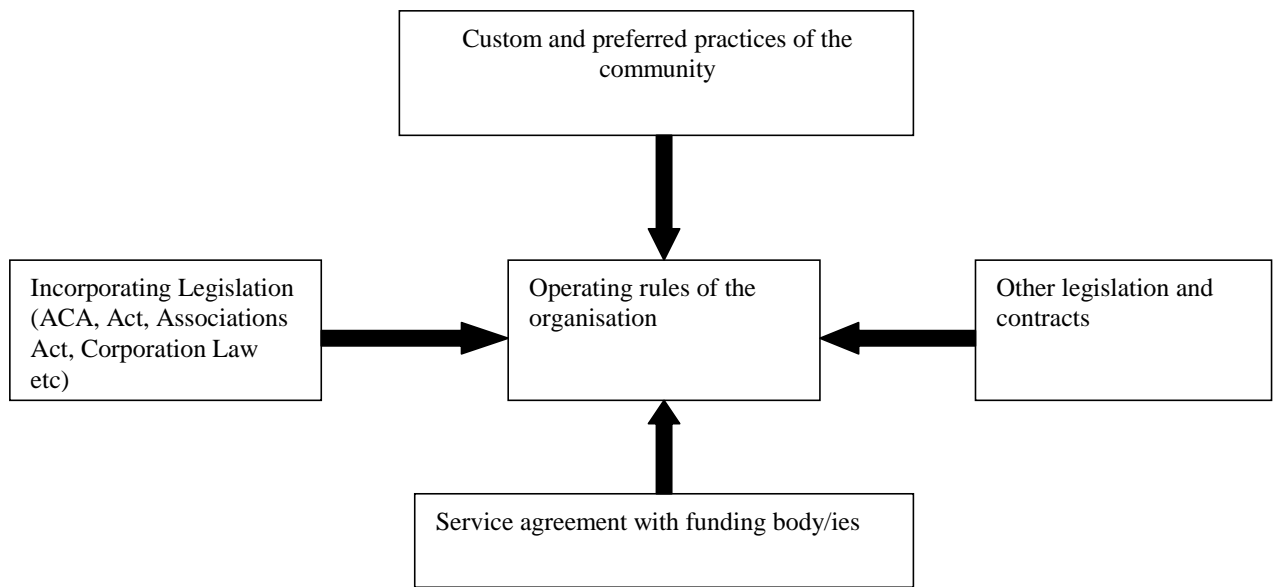 Custom and preferred practices of the
community
Incorporating Legislation
(ACA, Act, Associations
Act, Corporation Law
etc)
Operating rules of the
organisation
Other legislation and
contracts
Service agreement with funding body/ies